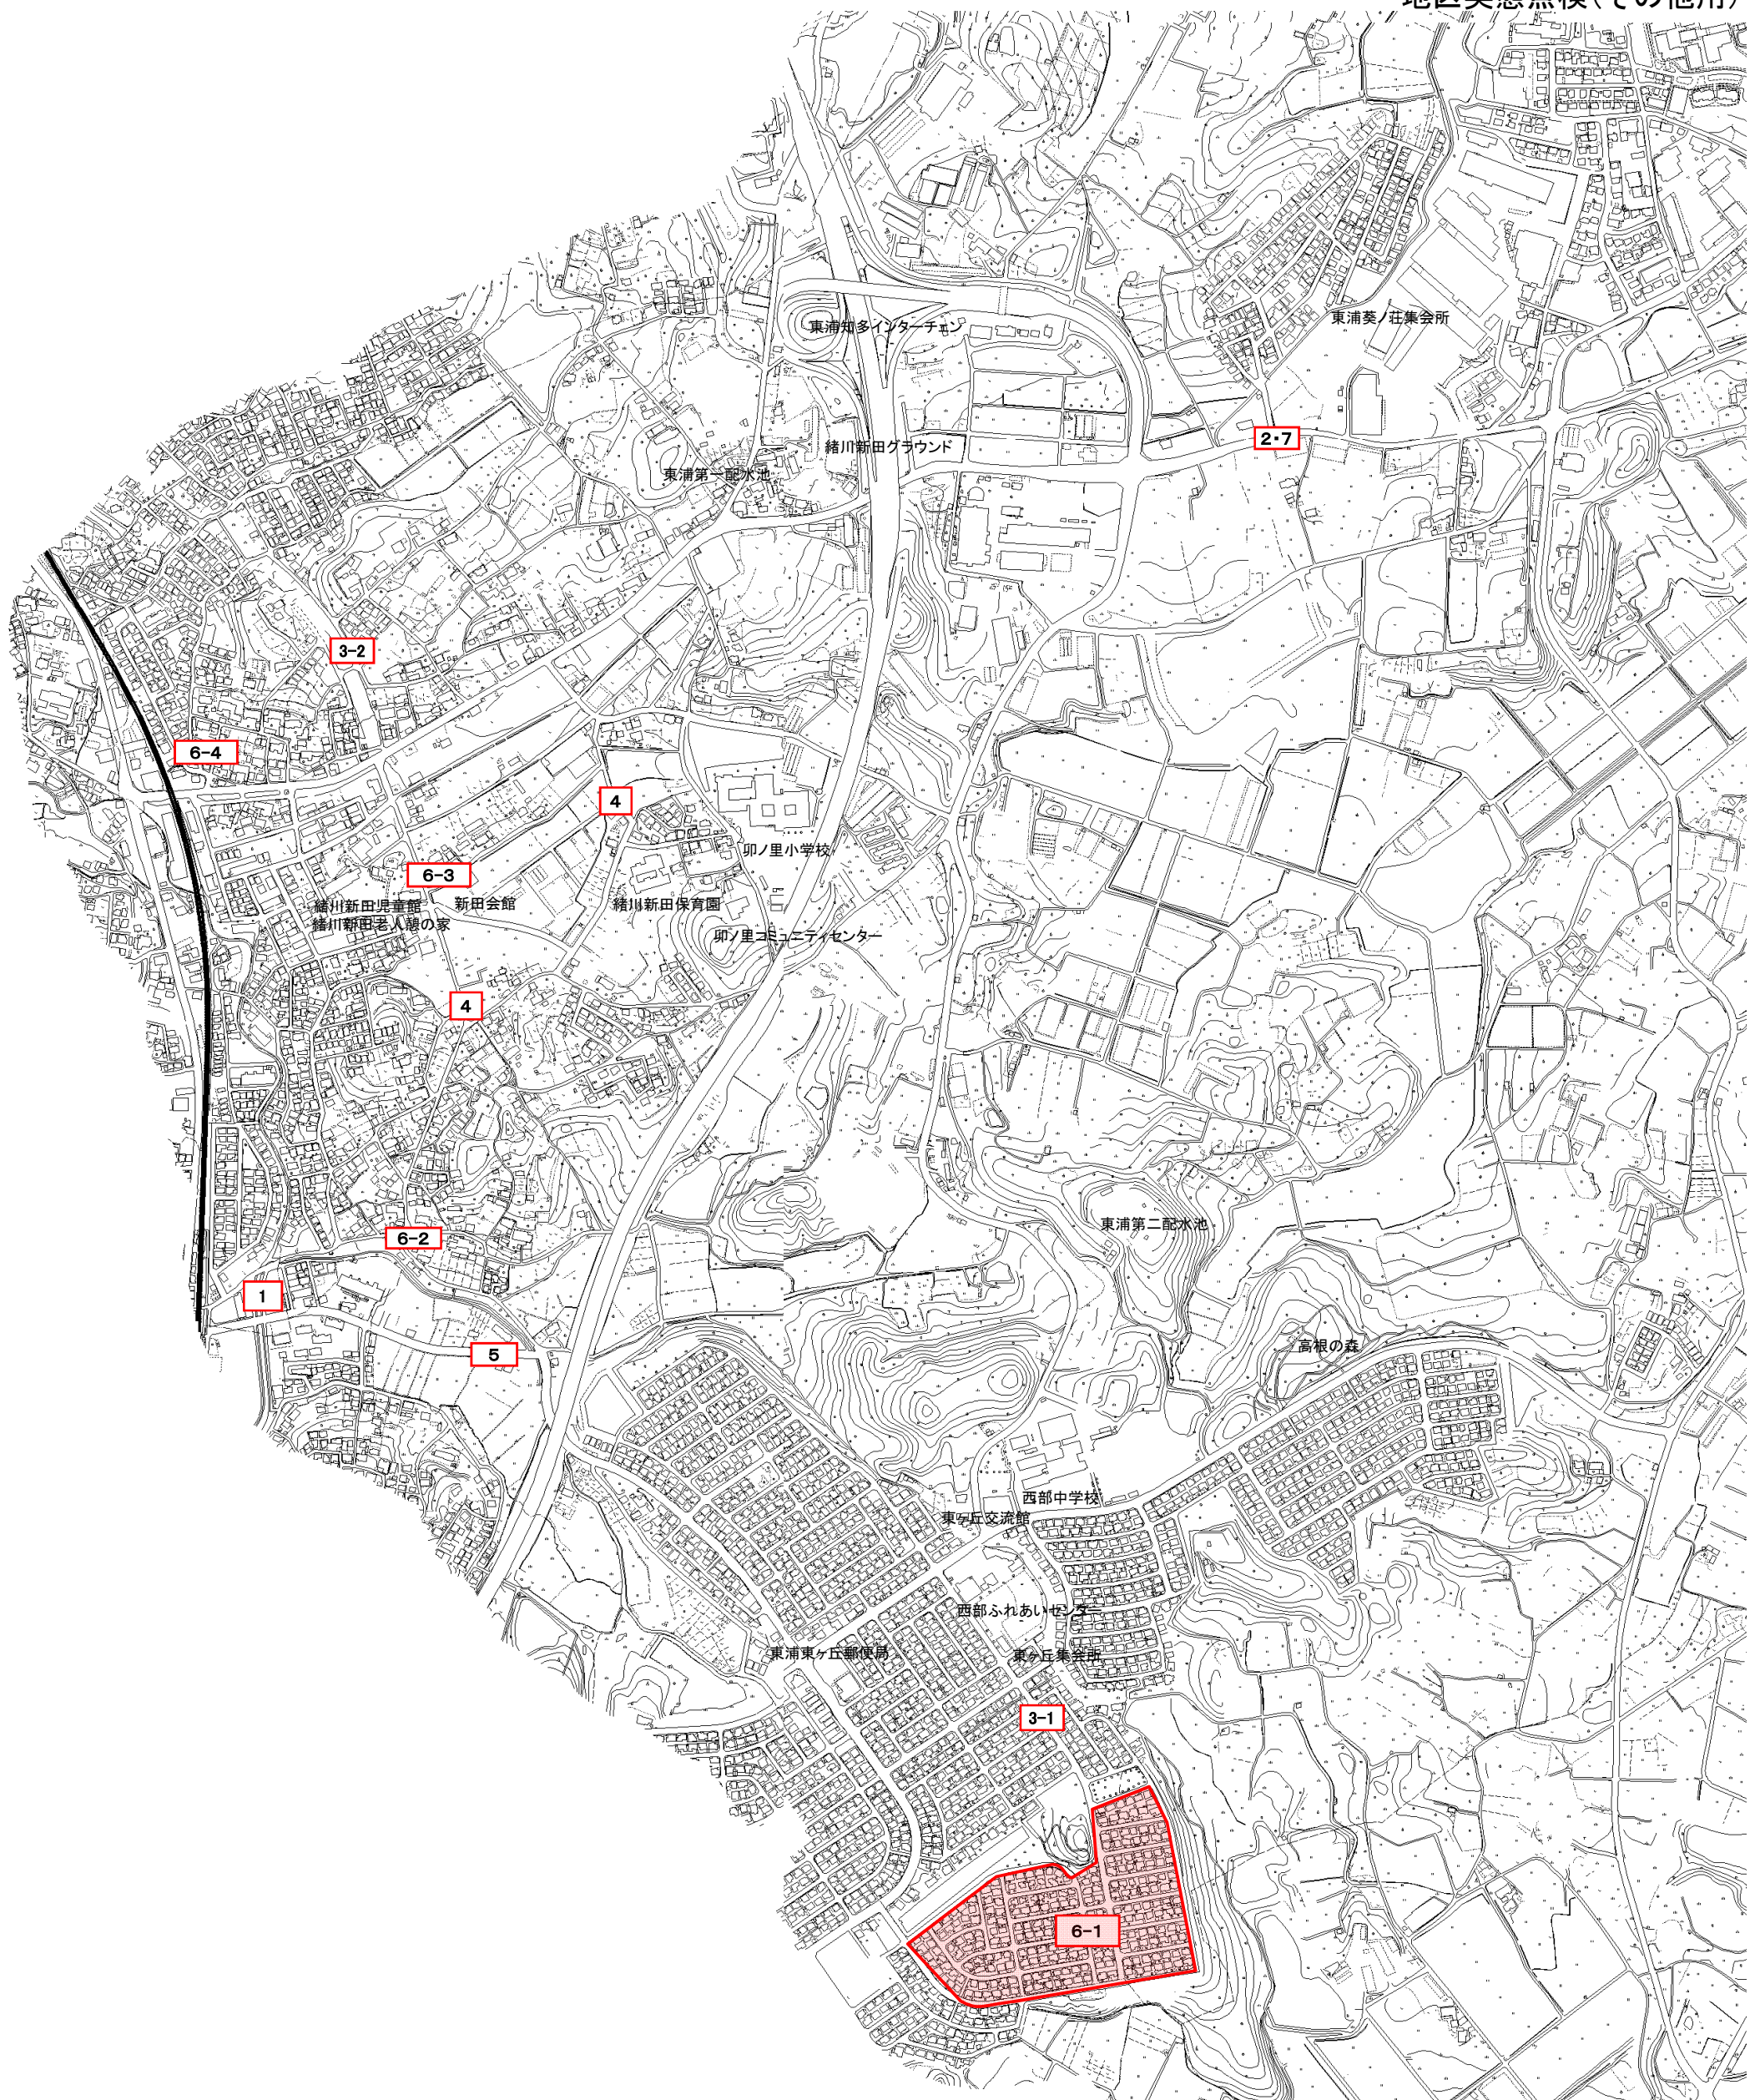 地区実態点検(その他用)
東浦葵ノ荘集会所
東浦知多インターチェン
2・7
緒川新田グラウンド
東浦第一配水池
3-2
6-4
4
卯ノ里小学校
6-3
緒川新田児童館
新田会館
緒川新田保育園
緒川新田老人憩の家
卯ノ里コミュニティセンター
4
東浦第二配水池
6-2
1
高根の森
5
西部中学校
東ヶ丘交流館
西部ふれあいセンター
東浦東ヶ丘郵便局
東ヶ丘集会所
3-1
6-1